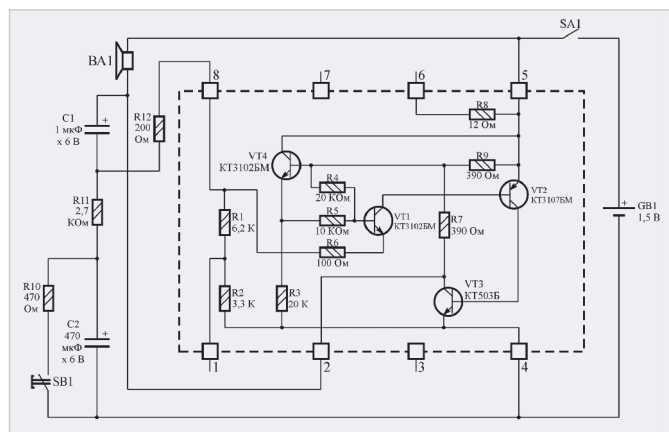 SA1
BA1
8
7
6
5
R8
12 Ом
C1
1 мкФ
х 6 В
R12
200
Ом
VT4
КТ3102БМ
R9
390 Ом
R4
20 КОм
VT2
КТ3107БМ
GB1
1,5 В
R11
2,7
КОм
R1
6,2 К
R5
10 КОм
VT1
КТ3102БМ
R7
390 Ом
R6
100 Ом
R10
470
Ом
R2
3,3 К
R3
20 К
VT3
КТ503Б
C2
470
мкФ
х 6 В
SB1
1
2
3
4